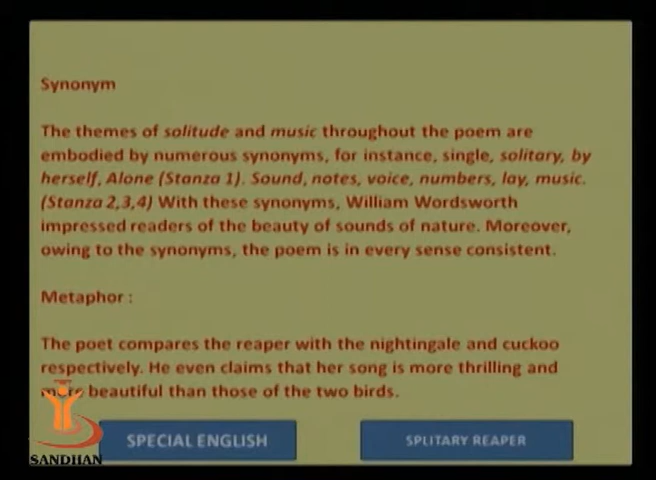 Synonym
The themes of solitude and music throughout the poem are
embodied by numerous synonyms, for instance, single, solitary, by
herself, Alone (Stanza 1). Sound, notes, voice, numbers, lay, music.
(Stanza 2,3,4) With these synonyms, William Wordsworth
impressed readers of the beauty of sounds of nature. Moreover,
owing to the synonyms, the poem is in every sense consistent.
Metaphor :
The poet compares the reaper with the nightingale and cuckoo
respectively. He even claims that her song is more thrilling and
more beautiful than those of the two birds.
SPECIAL ENGLISH
SPLITARY REAPER
SANDHAN